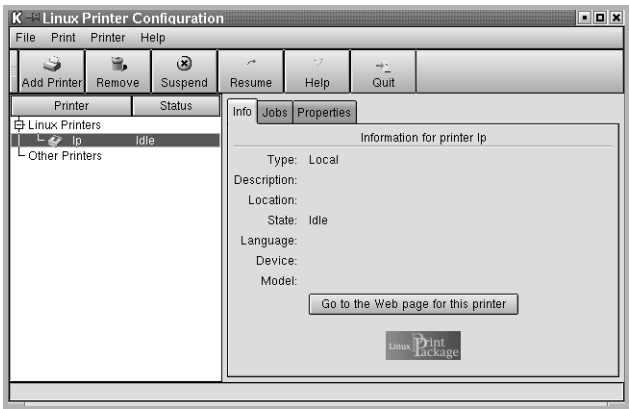 K Linux Printer Configuration
File Print Printer Help
Add Printer Remove Suspend Resume Help Quit
Printer Status
Info Jobs Properties
Linux Printers
Information for printer lp
lp Idle
Other Printers
Type: Local
Description:
Location:
State: Idle
Language:
Device:
Model:
Go to the Web page for this printer
Linux Print Package